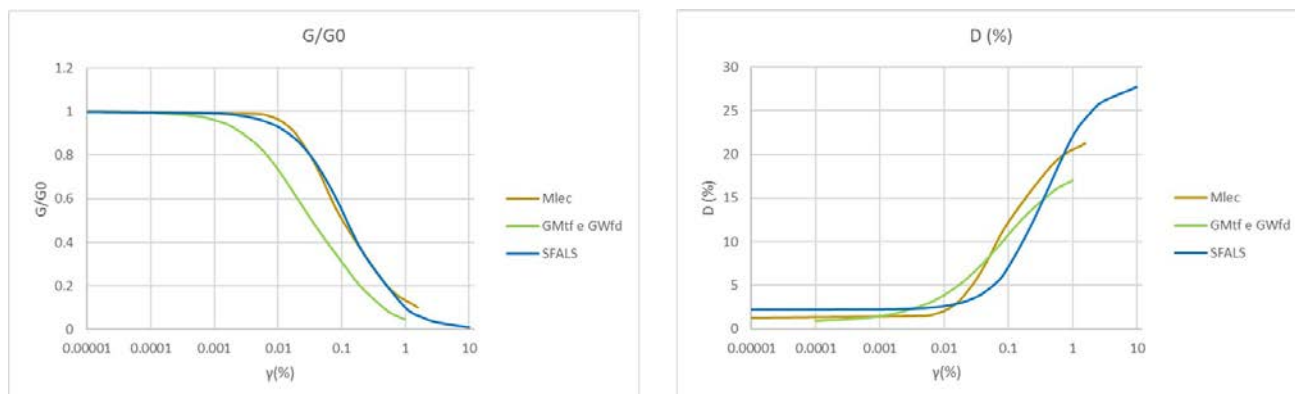 G/G0
1.2
1
0.8
0.6
0.4
0.2
0
G/G0
0.00001 0.0001 0.001 0.01 0.1 1 10
γ(%)
Mlec
GMtf e GWfd
SFALS
D (%)
30
25
20
15
10
5
0
D (%)
0.00001 0.0001 0.001 0.01 0.1 1 10
γ(%)
Mlec
GMtf e GWfd
SFALS